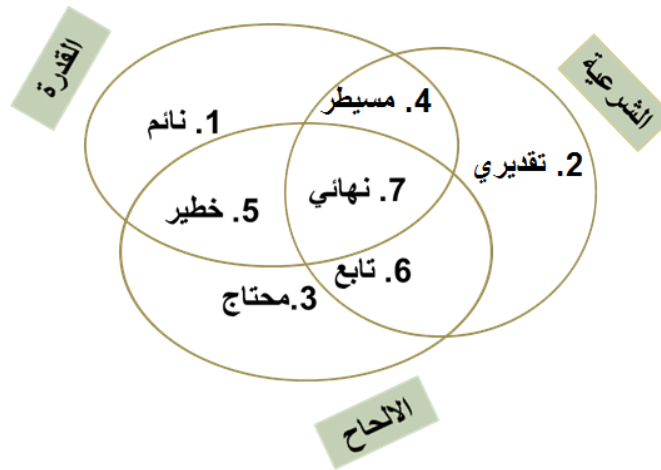 القدرة
الشرعية
4. مسيطر
1. نائم
2. تقديري
7. نهائي
5. خطير
6. تابع
3.محتاج
الالحاح